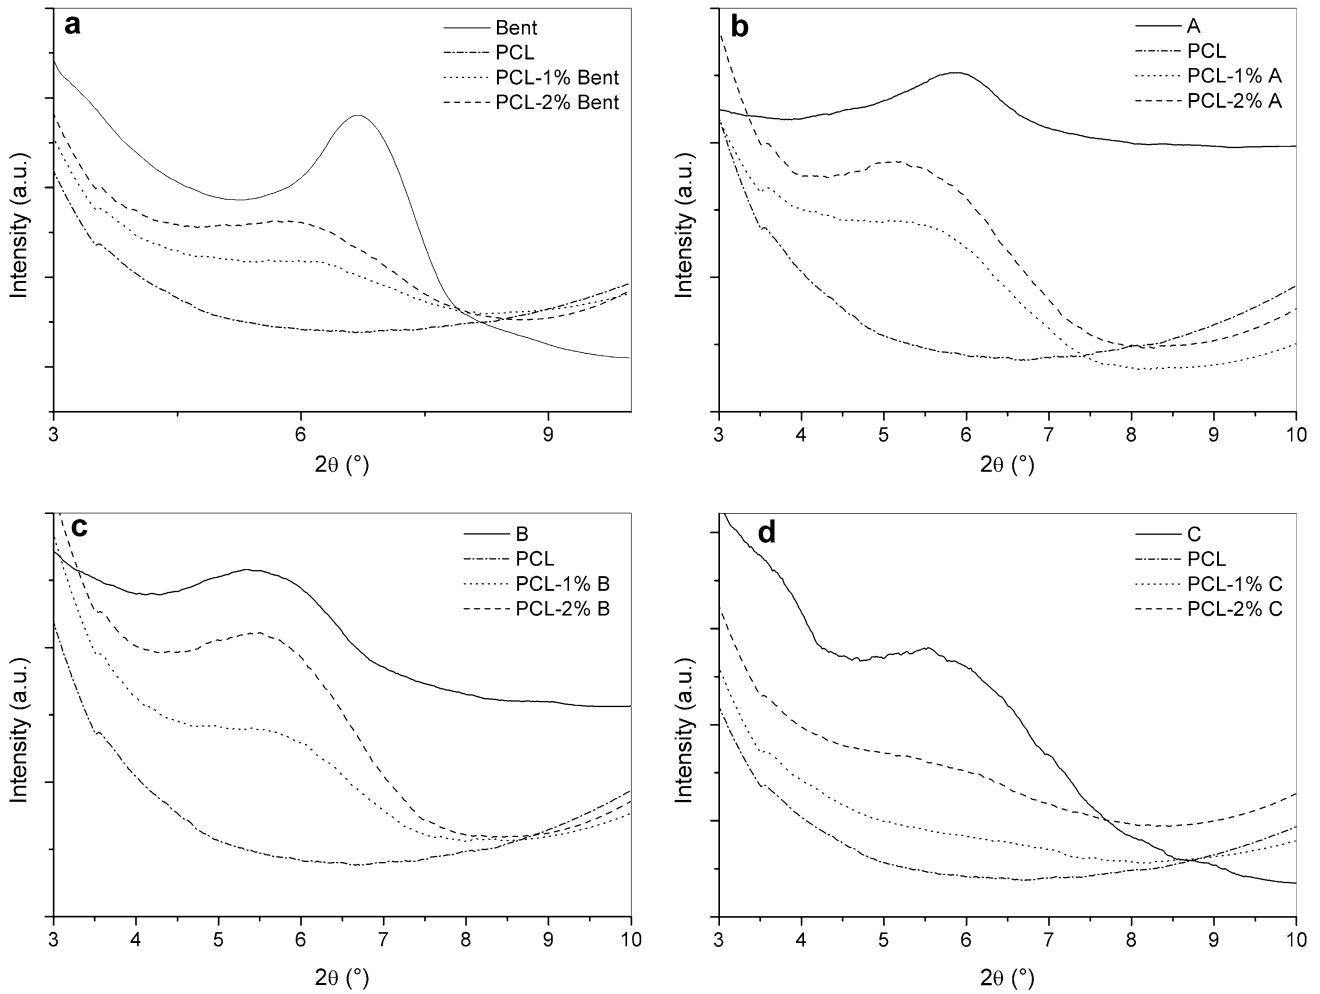 a
Bent
PCL
PCL-1% Bent
PCL-2% Bent
Intensity (a.u.)
3 6 9
2θ (°)
b
A
PCL
PCL-1% A
PCL-2% A
Intensity (a.u.)
3 4 5 6 7 8 9 10
2θ (°)
c
B
PCL
PCL-1% B
PCL-2% B
Intensity (a.u.)
3 4 5 6 7 8 9 10
2θ (°)
d
C
PCL
PCL-1% C
PCL-2% C
Intensity (a.u.)
3 4 5 6 7 8 9 10
2θ (°)